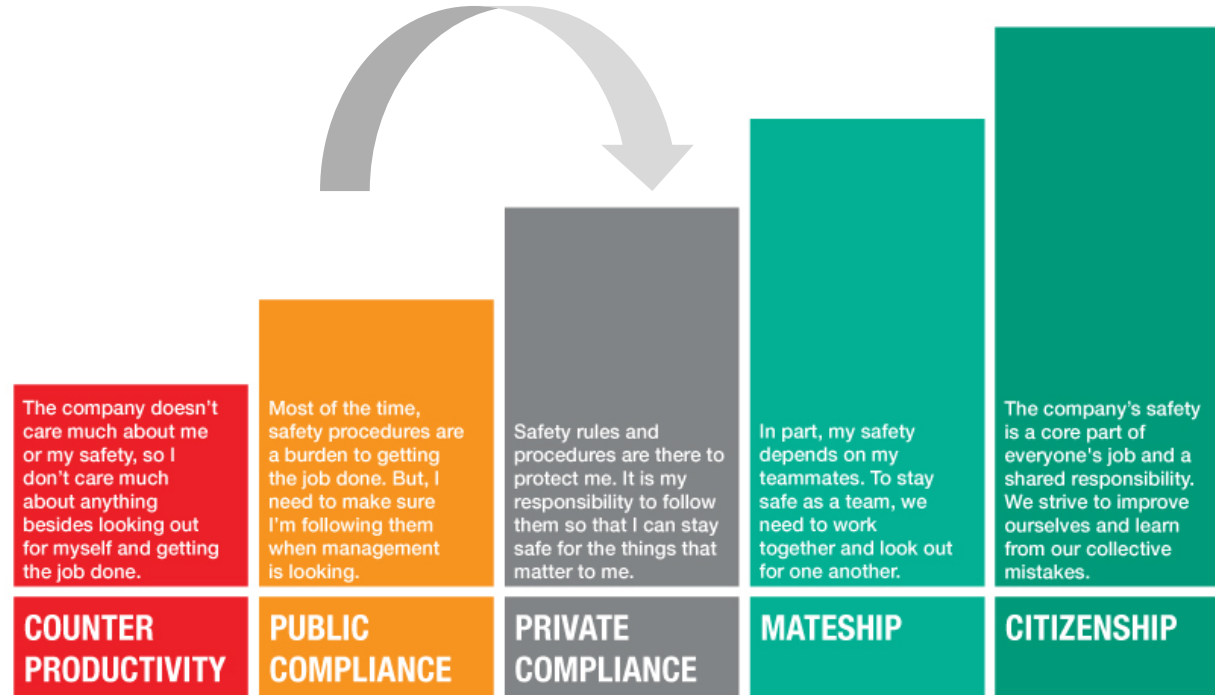 The company doesn't
care much about me
or my safety, so I
don't care much
about anything
besides looking out
for myself and getting
the job done.
COUNTER
PRODUCTIVITY
Most of the time,
safety procedures are
a burden to getting
the job done. But, I
need to make sure
I'm following them
when management
is looking.
PUBLIC
COMPLIANCE
Safety rules and
procedures are there to
protect me. It is my
responsibility to follow
them so that I can stay
safe for the things that
matter to me.
PRIVATE
COMPLIANCE
In part, my safety
depends on my
teammates. To stay
safe as a team, we
need to work
together and look out
for one another.
MATESHIP
The company's safety
is a core part of
everyone's job and a
shared responsibility.
We strive to improve
ourselves and learn
from our collective
mistakes.
CITIZENSHIP